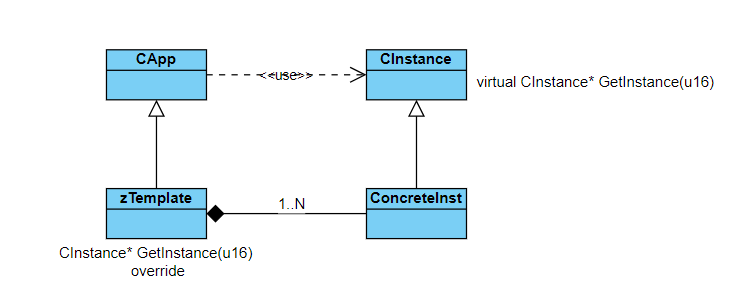 CApp
CInstance
<<use>>
virtual CInstance* GetInstance(u16)
zTemplate
ConcreteInst
1..N
CInstance* GetInstance(u16)
override